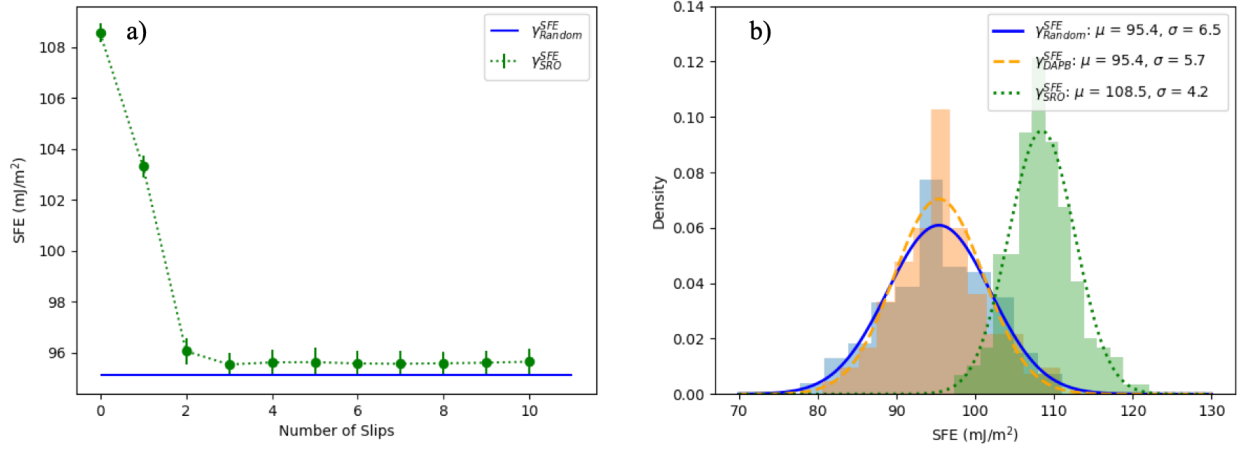 a)
γ^SFE_Random
γ^SFE_SRO
108
106
104
102
100
98
96
SFE (mJ/m²)
0 2 4 6 8 10
Number of Slips
b)
γ^SFE_Random: μ = 95.4, σ = 6.5
γ^SFE_DAPB: μ = 95.4, σ = 5.7
γ^SFE_SRO: μ = 108.5, σ = 4.2
0.14
0.12
0.10
0.08
0.06
0.04
0.02
0.00
Density
70 80 90 100 110 120 130
SFE (mJ/m²)